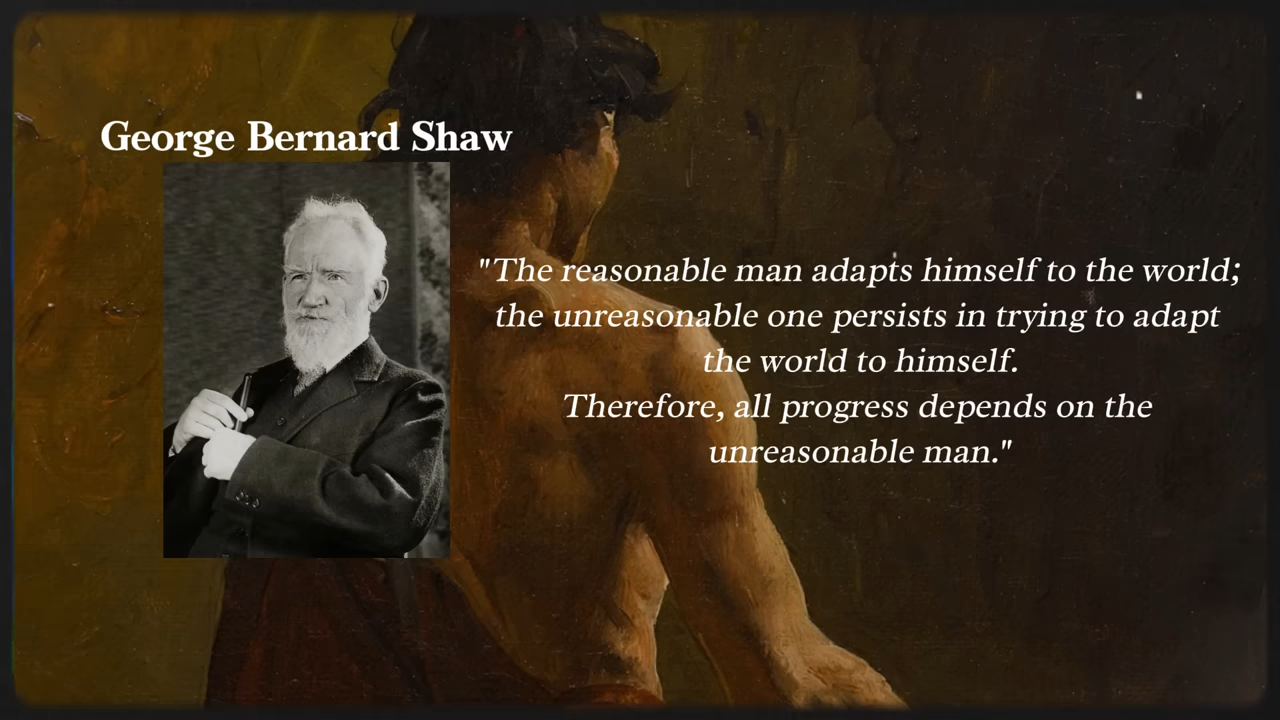 George Bernard Shaw
"The reasonable man adapts himself to the world;
the unreasonable one persists in trying to adapt
the world to himself.
Therefore, all progress depends on the
unreasonable man."